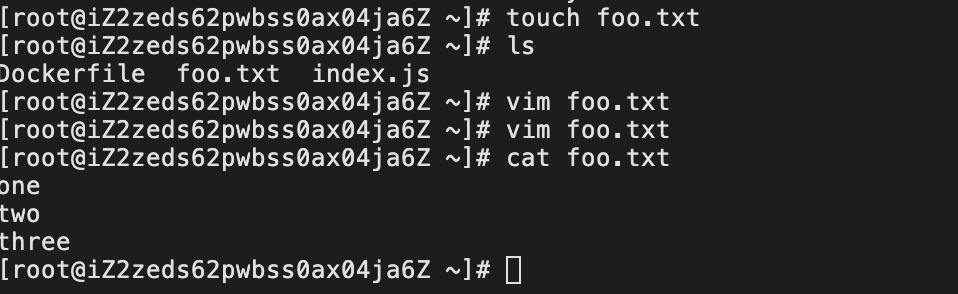 [root@iZ2zeds62pwbss0ax04ja6Z ~]# touch foo.txt
[root@iZ2zeds62pwbss0ax04ja6Z ~]# ls
Dockerfile  foo.txt  index.js
[root@iZ2zeds62pwbss0ax04ja6Z ~]# vim foo.txt
[root@iZ2zeds62pwbss0ax04ja6Z ~]# vim foo.txt
[root@iZ2zeds62pwbss0ax04ja6Z ~]# cat foo.txt
one
two
three
[root@iZ2zeds62pwbss0ax04ja6Z ~]#